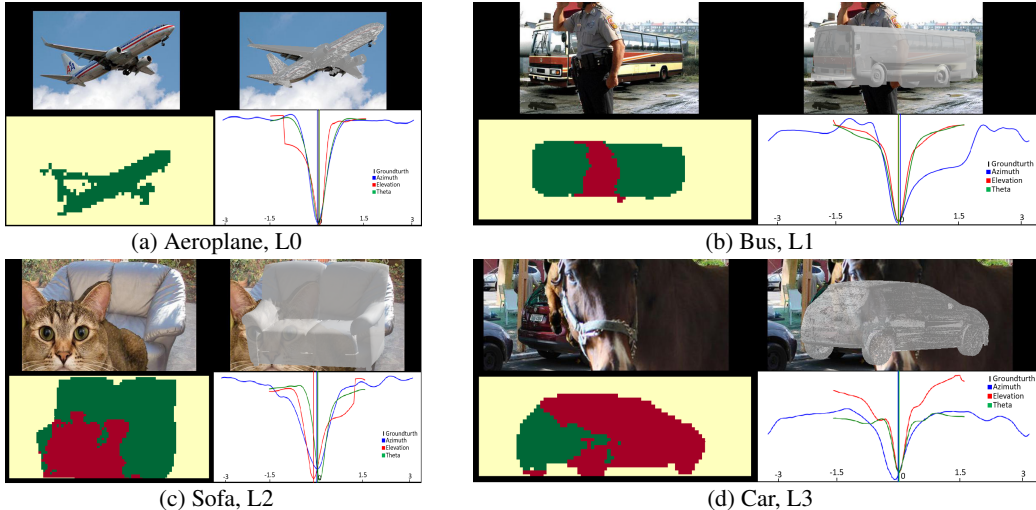 Groundturth
Azimuth
Elevation
Theta
-3
-1.5
0
1.5
3
(a) Aeroplane, L0
Groundturth
Azimuth
Elevation
Theta
-3
-1.5
0
1.5
3
(b) Bus, L1
Groundturth
Azimuth
Elevation
Theta
-3
-1.5
0
1.5
3
(c) Sofa, L2
Groundturth
Azimuth
Elevation
Theta
-3
-1.5
0
1.5
3
(d) Car, L3